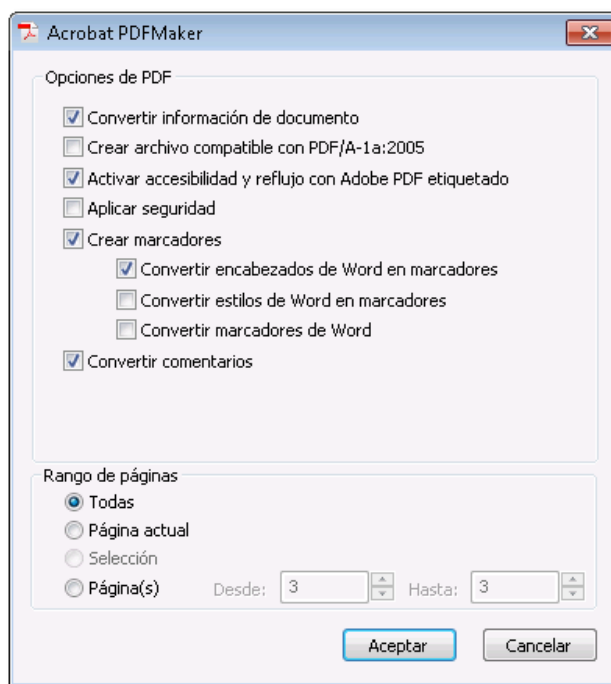 Acrobat PDFMaker
Opciones de PDF
Convertir información de documento
Crear archivo compatible con PDF/A-1a:2005
Activar accesibilidad y reflujo con Adobe PDF etiquetado
Aplicar seguridad
Crear marcadores
Convertir encabezados de Word en marcadores
Convertir estilos de Word en marcadores
Convertir marcadores de Word
Convertir comentarios
Rango de páginas
Todas
Página actual
Selección
Página(s) Desde: 3 Hasta: 3
Aceptar Cancelar